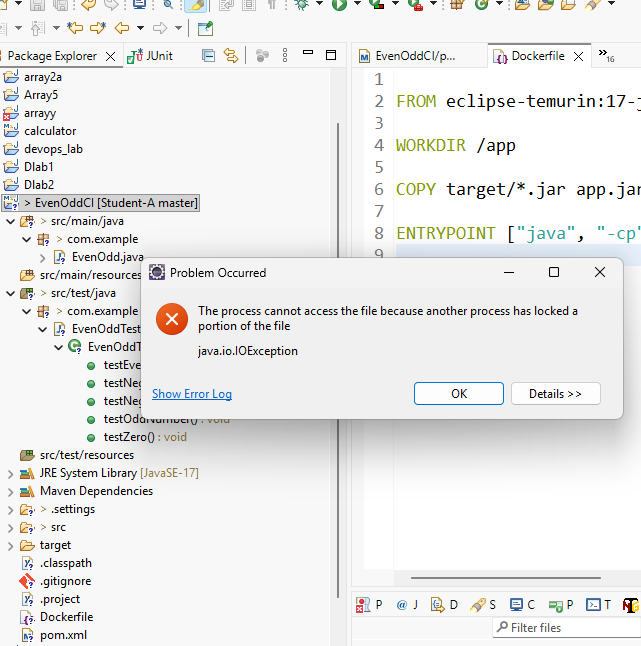 Package Explorer
JUnit
EvenOddCI/p...
Dockerfile
16
array2a
Array5
arrayy
calculator
devops_lab
Dlab1
Dlab2
> EvenOddCI [Student-A master]
> src/main/java
> com.example
EvenOdd.java
src/main/resources
> src/test/java
> com.example
EvenOddTest
EvenOddT
testEve
testNeg
testNeg
testOddNumber() : void
testZero() : void
src/test/resources
JRE System Library [JavaSE-17]
Maven Dependencies
> .settings
> src
target
.classpath
.gitignore
.project
Dockerfile
pom.xml
1
2 FROM eclipse-temurin:17-j
3
4 WORKDIR /app
5
6 COPY target/*.jar app.jar
7
8 ENTRYPOINT ["java", "-cp"
9
Problem Occurred
The process cannot access the file because another process has locked a
portion of the file
java.io.IOException
Show Error Log
OK
Details >>
P
J
D
S
C
P
T
Filter files